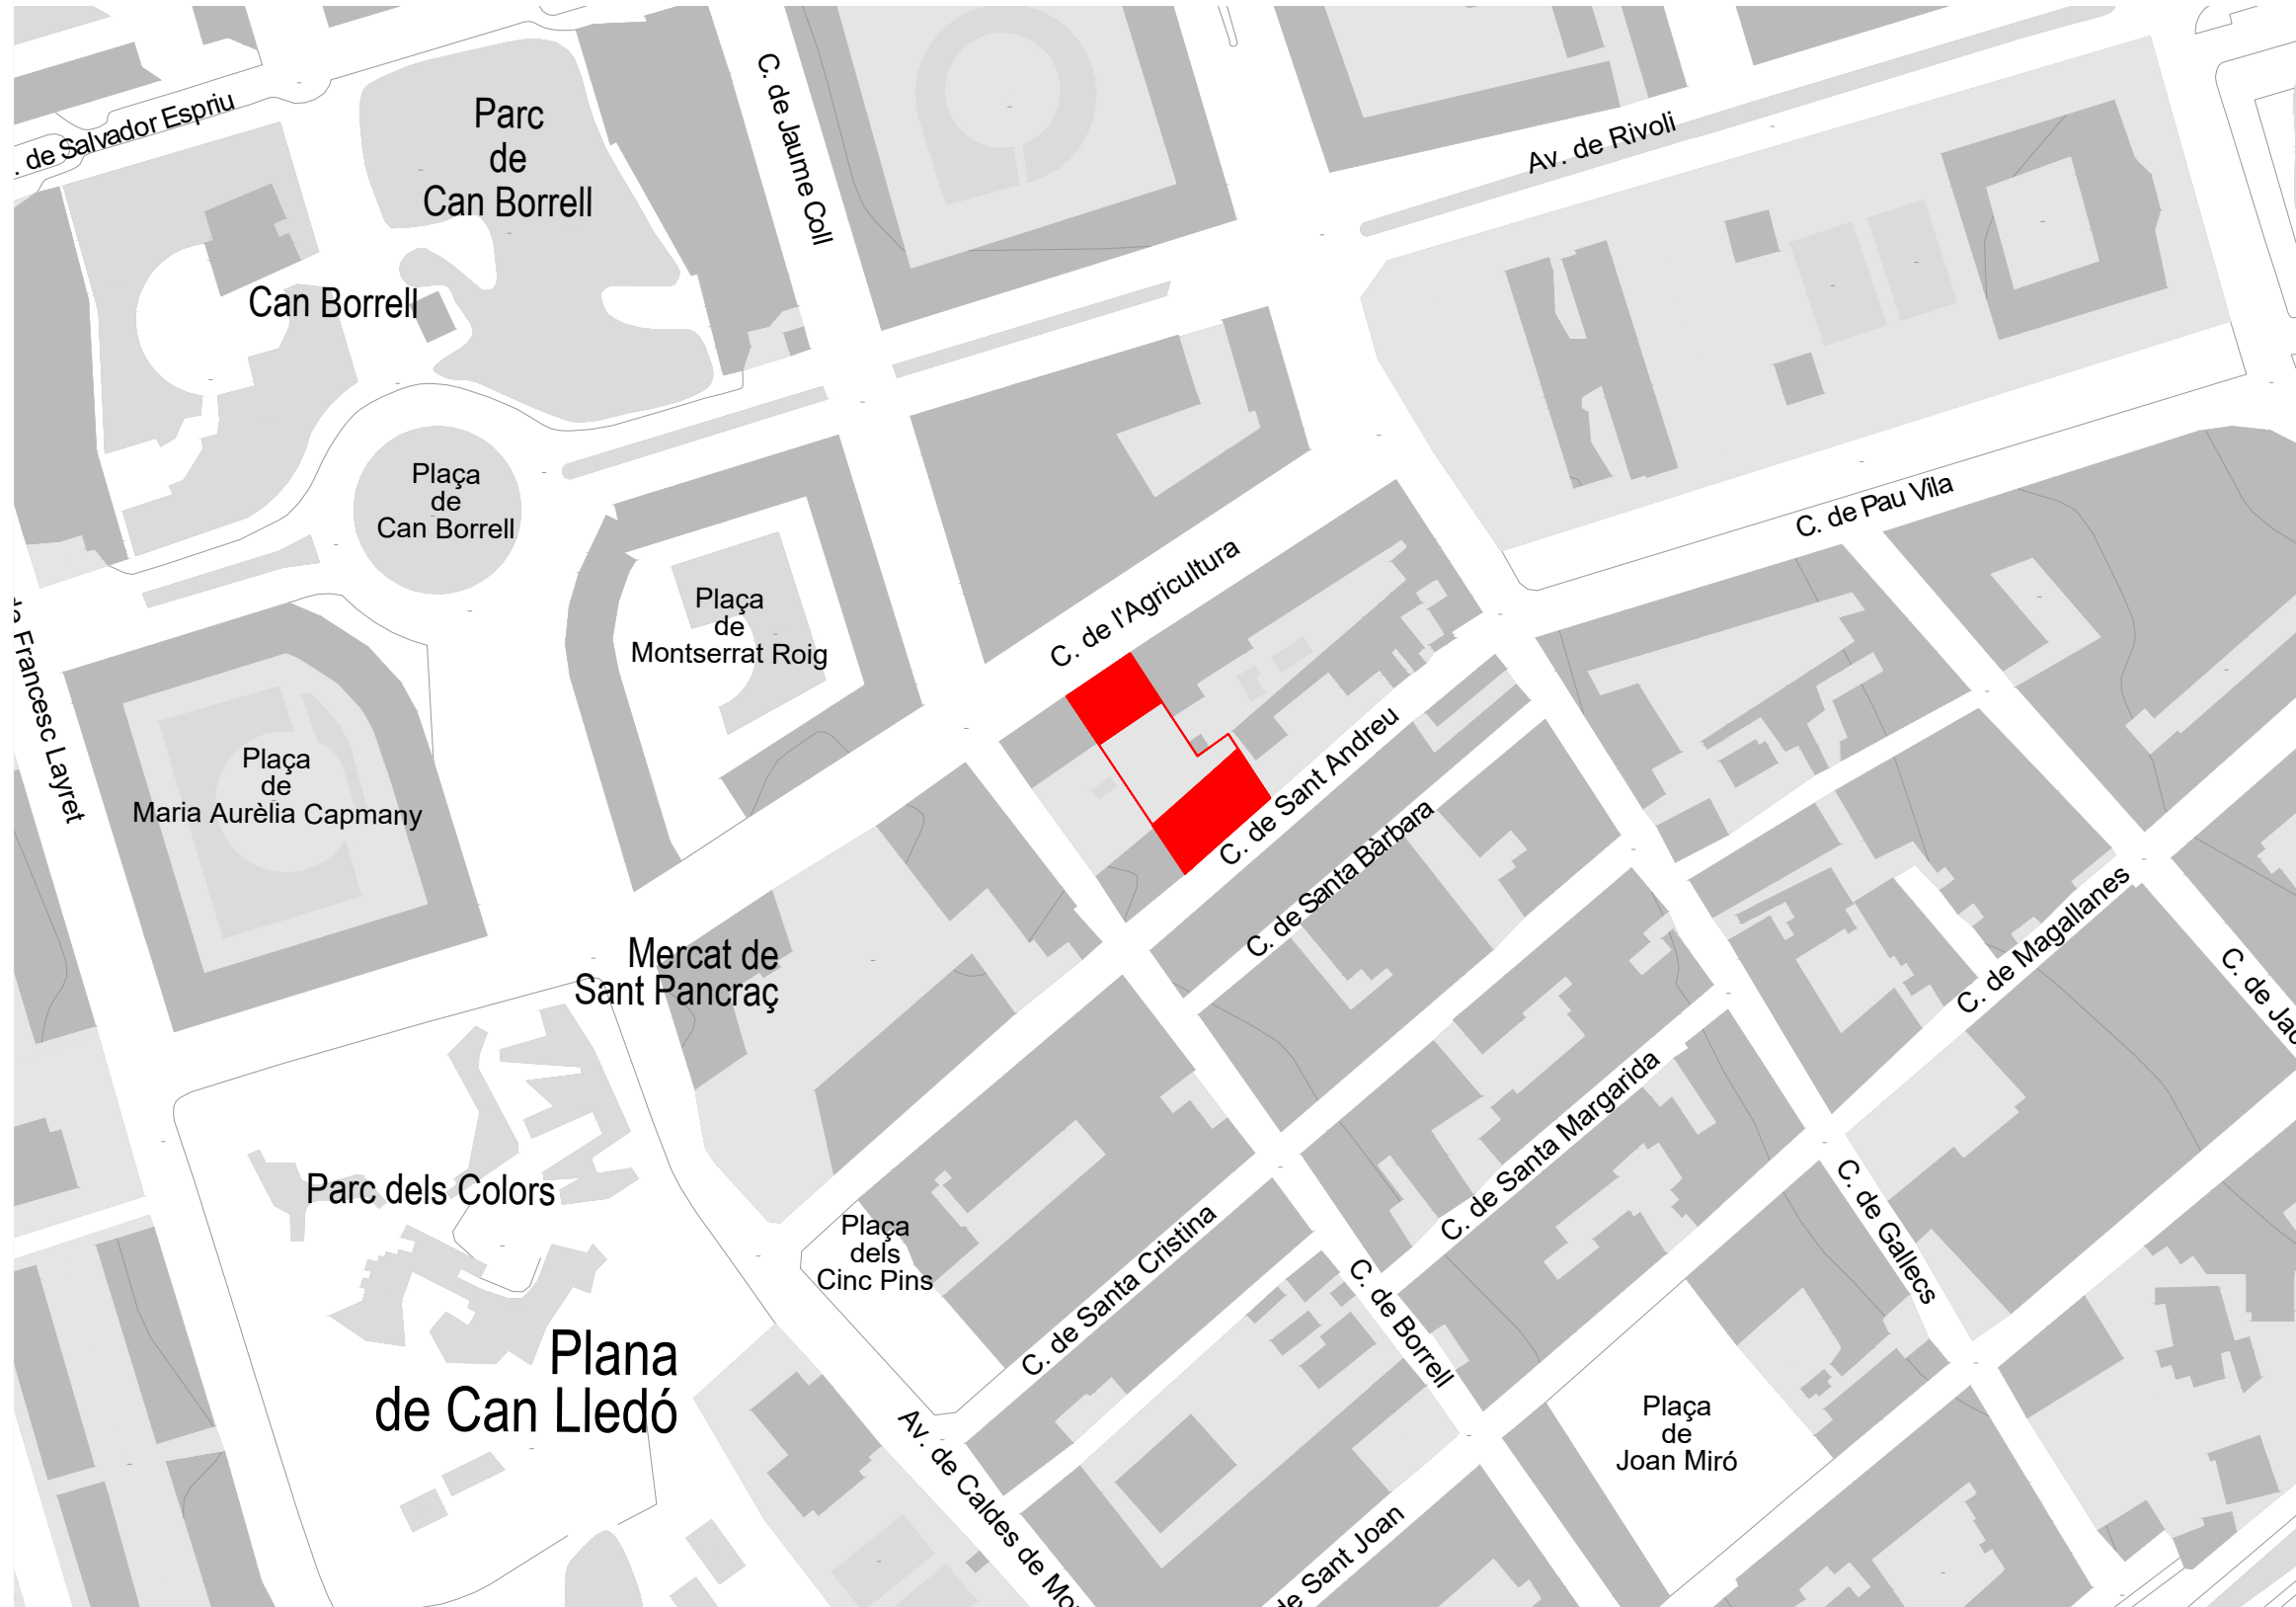 . de Salvador Espriu
Parc
de
Can Borrell
C. de Jaume Coll
Av. de Rivoli
Can Borrell
Plaça
de
Can Borrell
C. de Pau Vila
C. de l'Agricultura
Plaça
de
Montserrat Roig
de Francesc Layret
Plaça
de
Maria Aurèlia Capmany
C. de Sant Andreu
C. de Santa Bàrbara
Mercat de
Sant Pancraç
C. de Magallanes
C. de Jau
C. de Santa Margarida
Parc dels Colors
Plaça
dels
Cinc Pins
C. de Santa Cristina
C. de Gallecs
C. de Borrell
Plana
de Can Lledó
Plaça
de
Joan Miró
Av. de Caldes de Mo
de Sant Joan